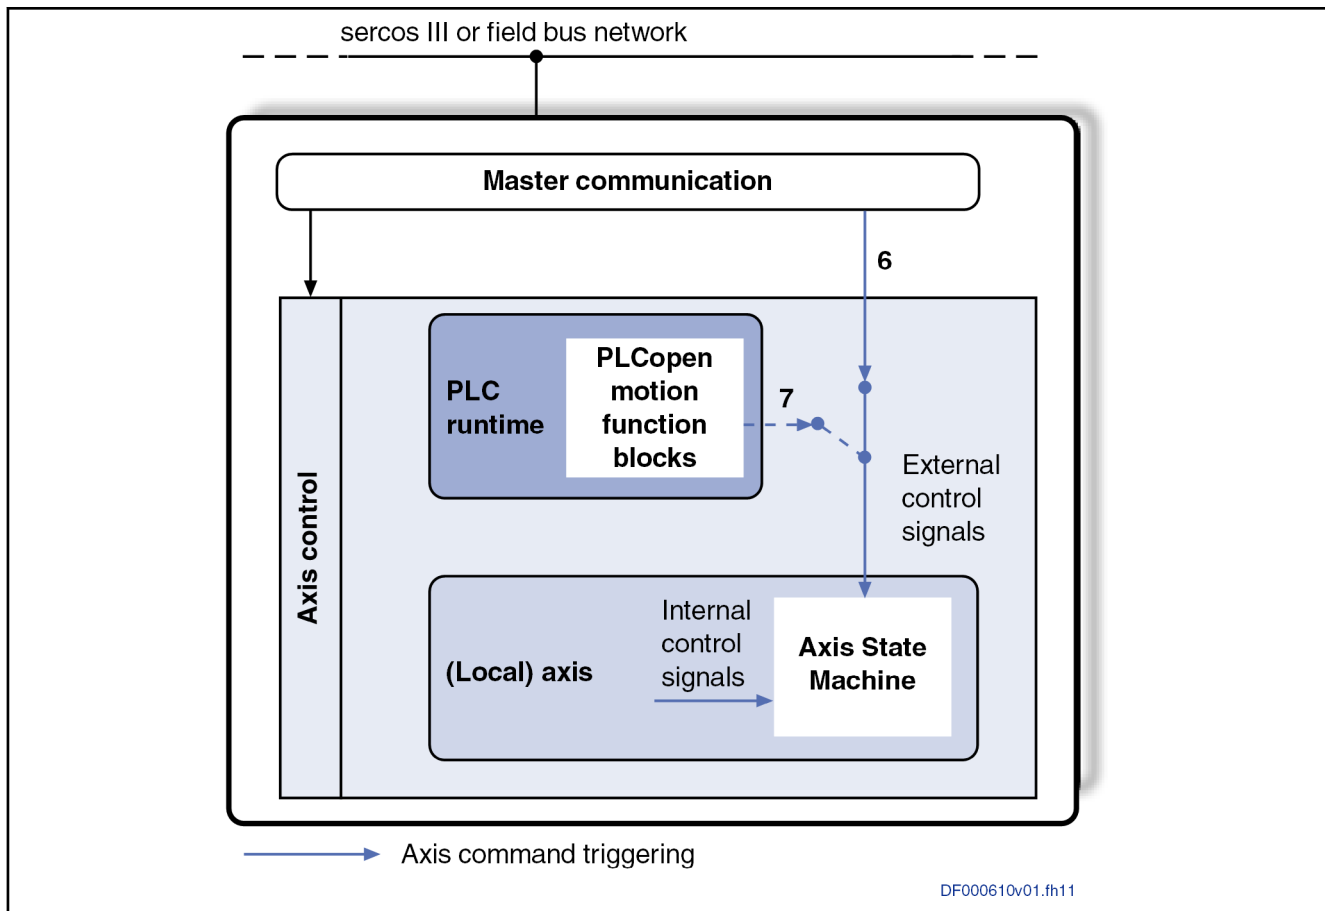 sercos III or field bus network
Master communication
6
PLC
runtime
PLCopen
motion
function
blocks
7
External
control
signals
Axis control
(Local) axis
Internal
control
signals
Axis State
Machine
Axis command triggering
DF000610v01.fh11